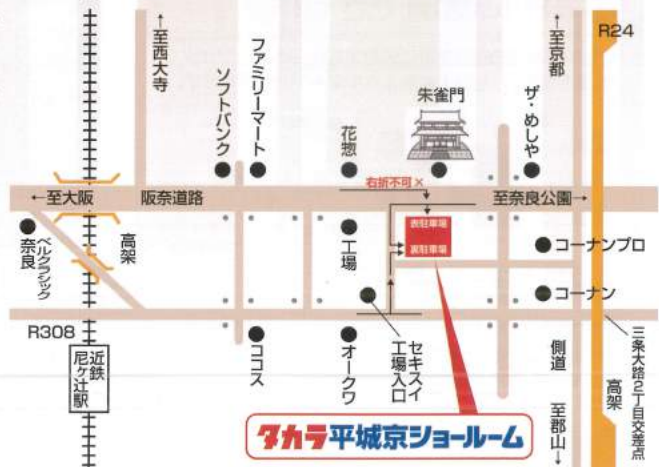 ↑至西大寺
ソフトバンク
ファミリーマート
花惣
朱雀門
ザ・めしや
↑至京都
R24
右折不可×
←至大阪
阪奈道路
至奈良公園→
ベルクラシック
奈良
高架
工場
表駐車場
裏駐車場
コーナンプロ
コーナン
R308
近鉄
尼ヶ辻駅
ココス
オークワ
セキスイ
工場入口
側道
至郡山→
高架
三条大路2丁目交差点
タカラ平城京ショールーム